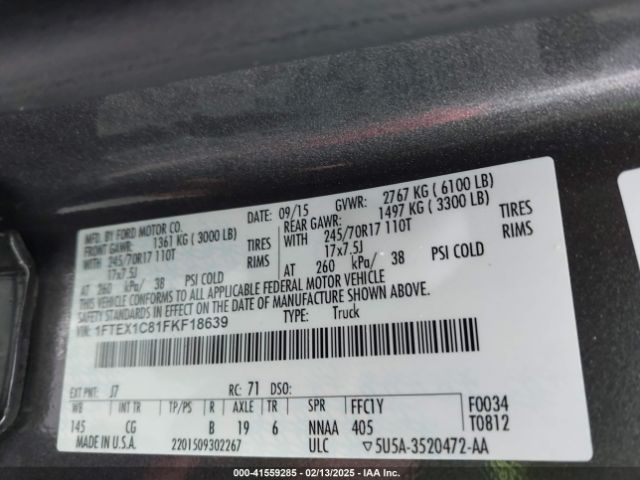 MFD. BY FORD MOTOR CO.
DATE: 09/15 GVWR: 2767 KG ( 6100 LB)
FRONT GAWR: 1361 KG ( 3000 LB) REAR GAWR: 1497 KG ( 3300 LB)
WITH 245/70R17 110T TIRES WITH 245/70R17 110T TIRES
17x7.5J RIMS 17x7.5J RIMS
AT 260 kPa/ 38 PSI COLD AT 260 kPa/ 38 PSI COLD
THIS VEHICLE CONFORMS TO ALL APPLICABLE FEDERAL MOTOR VEHICLE
SAFETY STANDARDS IN EFFECT ON THE DATE OF MANUFACTURE SHOWN ABOVE.
VIN: 1FTEX1C81FKF18639
TYPE: Truck
EXT PNT: J7 RC: 71 DSO:
WB INT TR TP/PS R AXLE TR SPR FFC1Y F0034
145 CG B 19 6 NNAA 405 T0812
MADE IN U.S.A. 2201509302267 ULC ▽5U5A-3520472-AA
000-41559285 - 02/13/2025 - IAAI.com